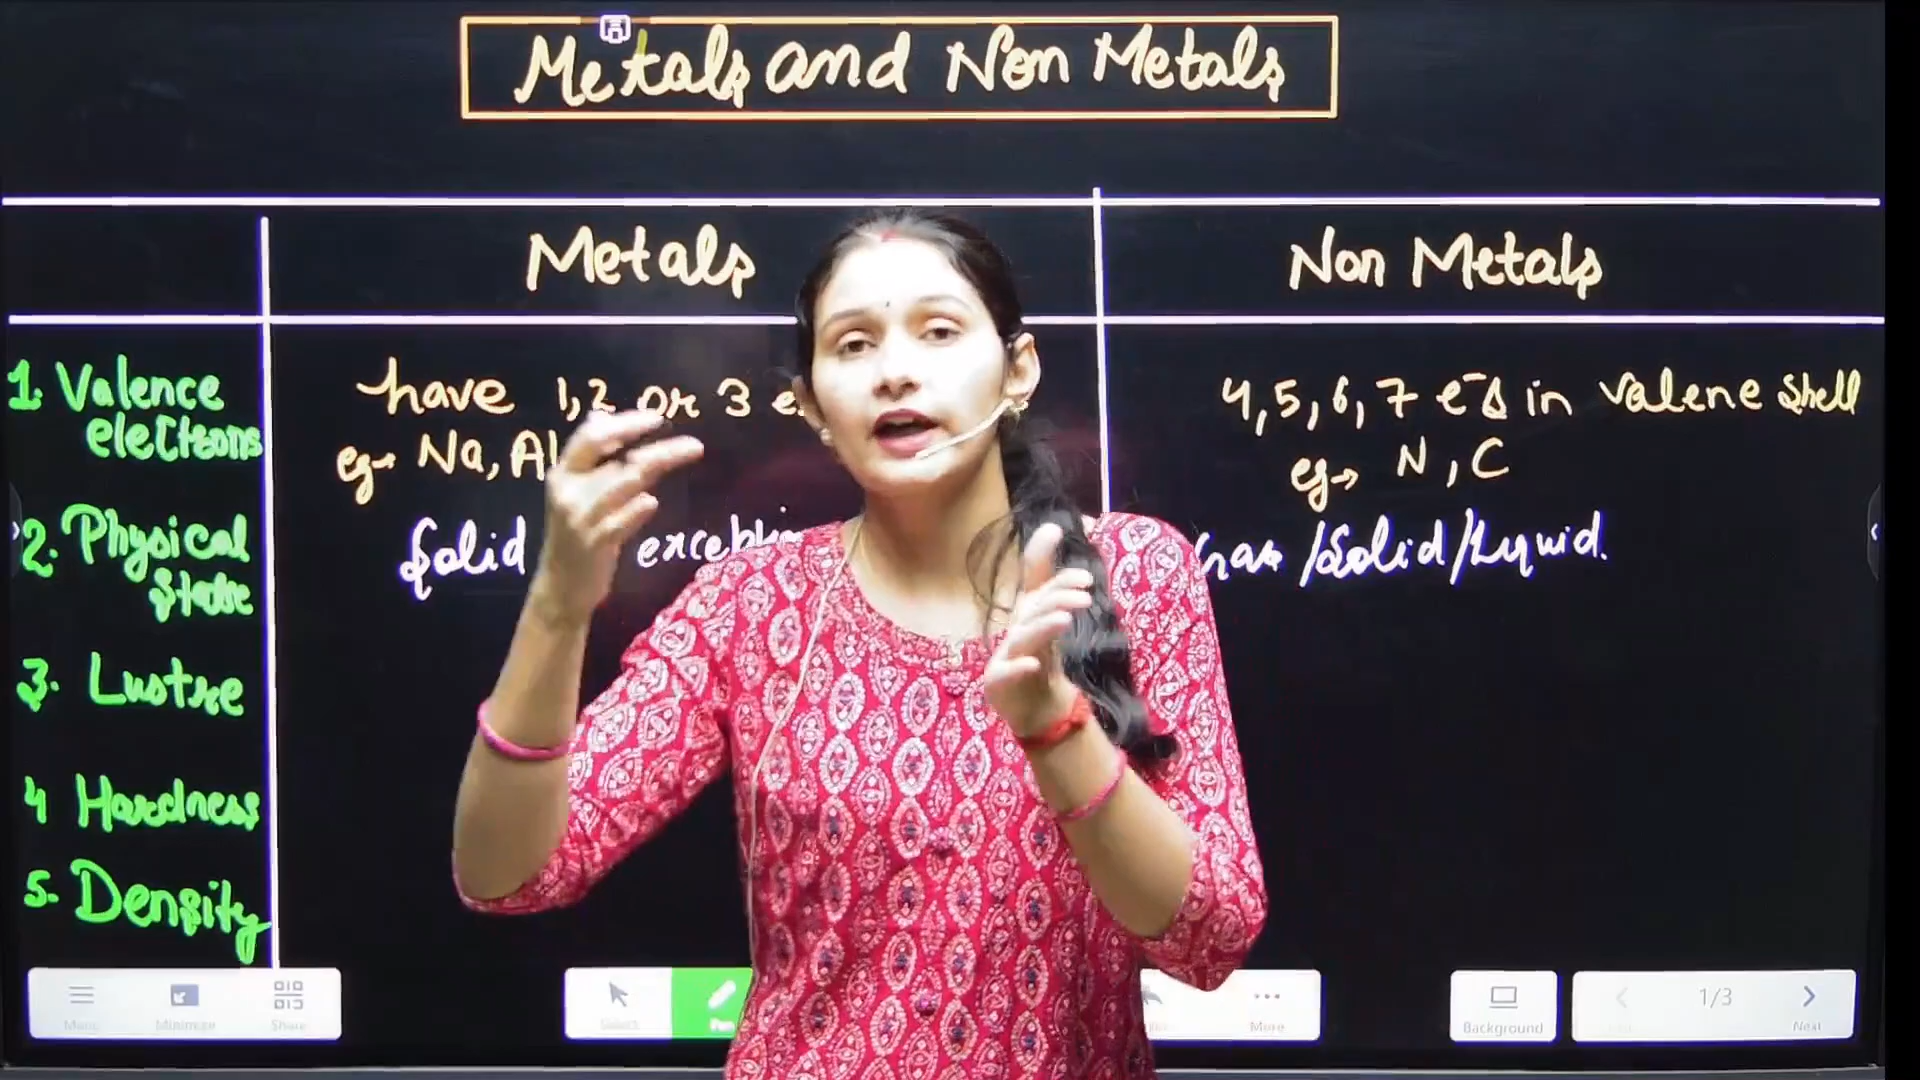 Metals and Non Metals
Metals
Non Metals
1. Valence electrons
have 1,2 or 3
4,5,6,7 e⁻s in valene shell
eg→ Na, Al
eg→ N, C
2. Physical state
Solid
gas/Solid/Liquid.
3. Lustre
4 Hardness
5. Density
Menu
Minimize
Share
Select
Pen
More
Background
1/3
Next